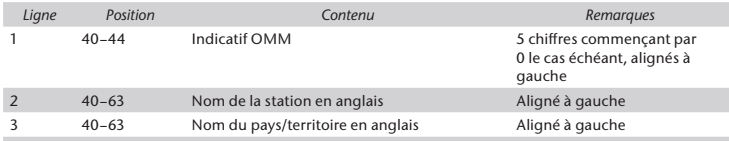 Ligne Position Contenu Remarques
1 40–44 Indicatif OMM 5 chiffres commençant par
0 le cas échéant, alignés à
gauche
2 40–63 Nom de la station en anglais Aligné à gauche
3 40–63 Nom du pays/territoire en anglais Aligné à gauche